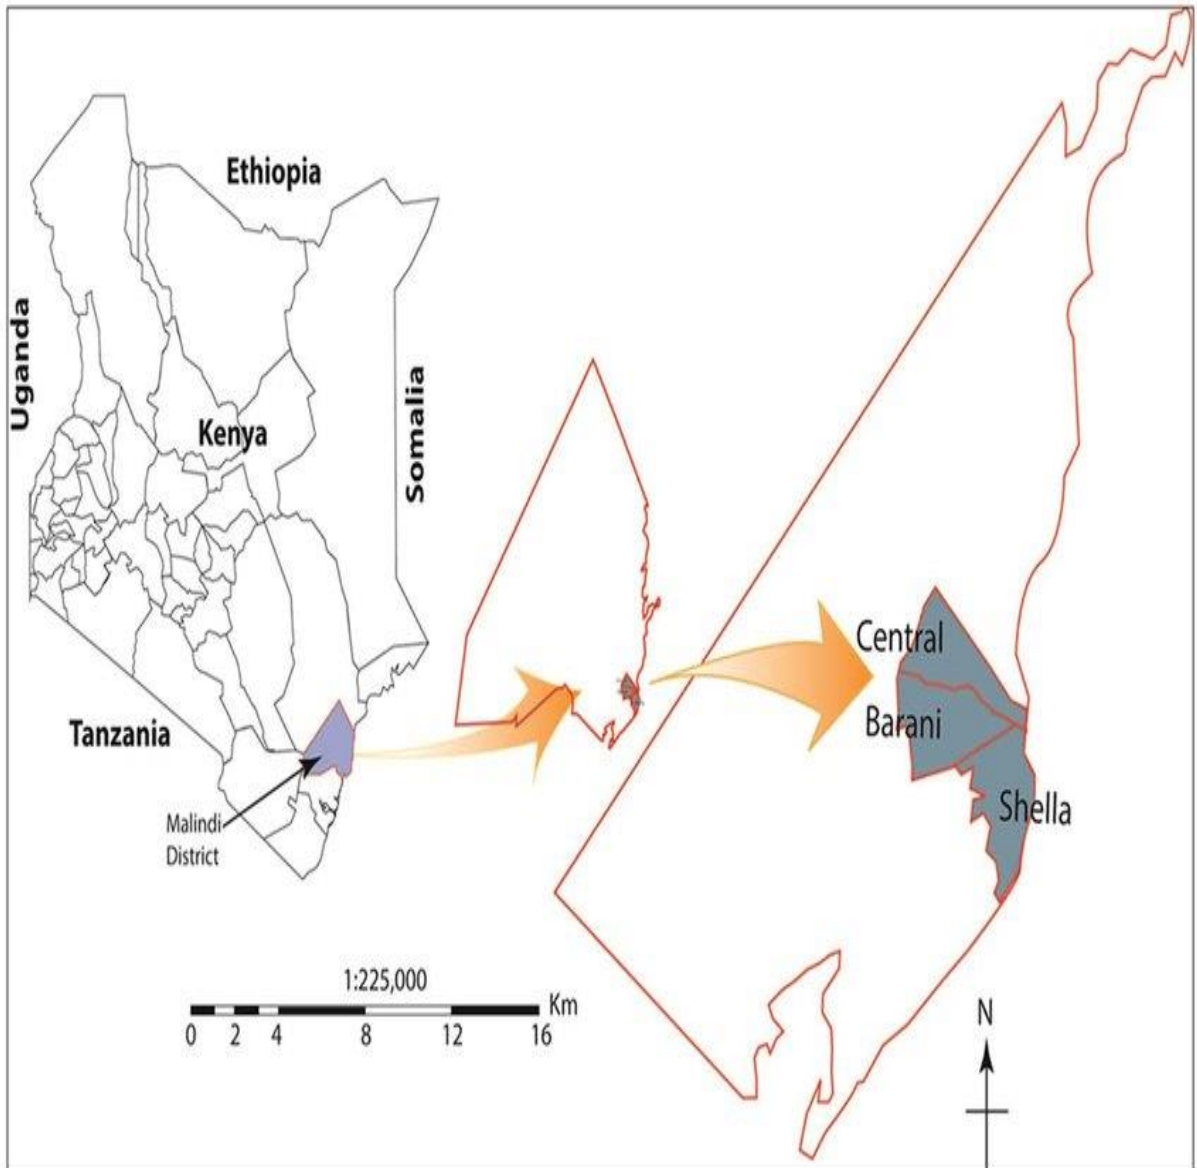 Ethiopia
Uganda
Kenya
Somalia
Tanzania
Malindi
District
Central
Barani
Shella
1:225,000
Km
0 2 4 8 12 16
N